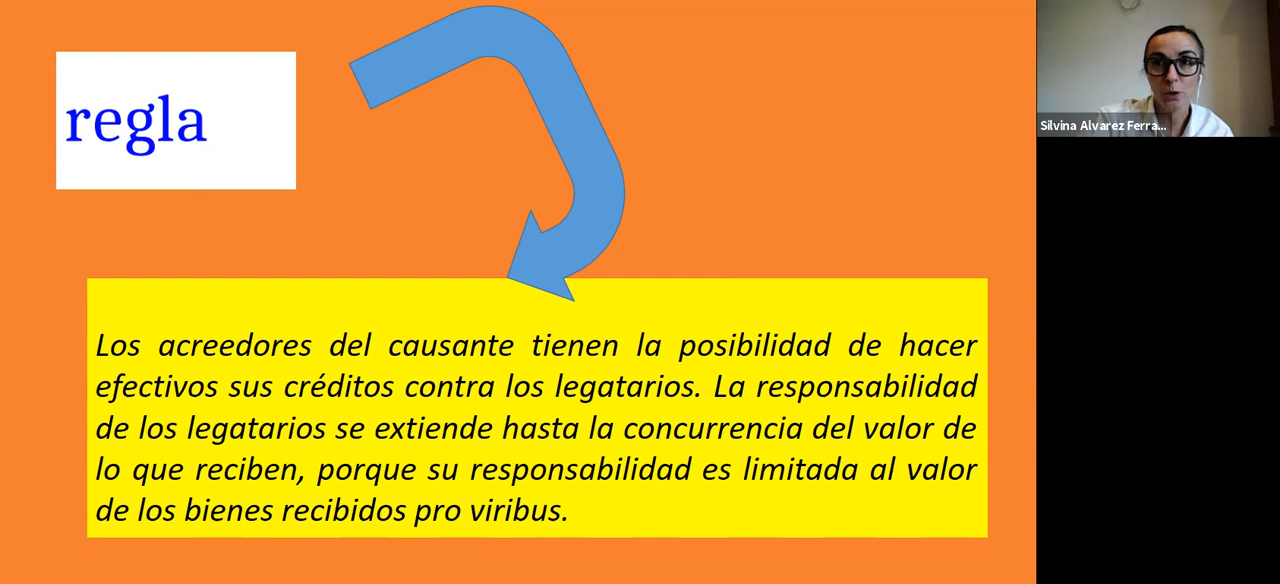 regla
Los acreedores del causante tienen la posibilidad de hacer
efectivos sus créditos contra los legatarios. La responsabilidad
de los legatarios se extiende hasta la concurrencia del valor de
lo que reciben, porque su responsabilidad es limitada al valor
de los bienes recibidos pro viribus.
Silvina Alvarez Ferra...